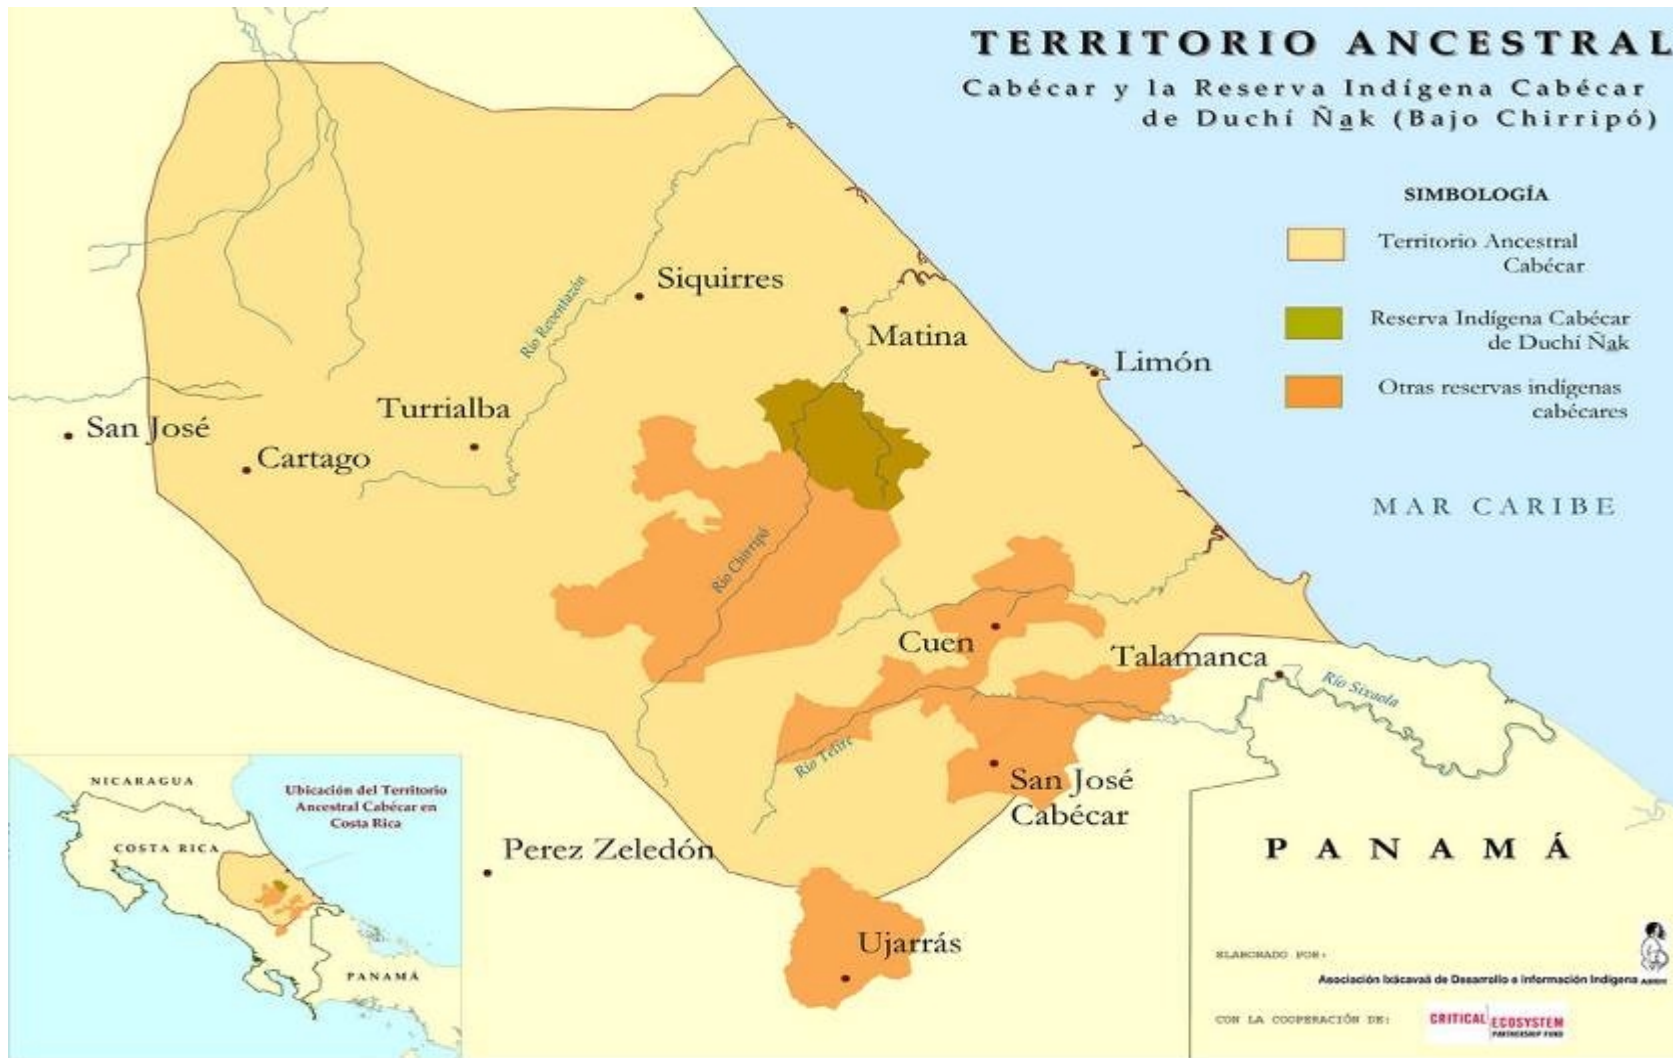 TERRITORIO ANCESTRAL
Cabécar y la Reserva Indígena Cabécar
de Duchí Ñak (Bajo Chirripó)
SIMBOLOGÍA
Territorio Ancestral
Cabécar
Reserva Indígena Cabécar
de Duchí Ñak
Otras reservas indígenas
cabécares
MAR CARIBE
Siquirres
Río Reventazón
Matina
Limón
Turrialba
San José
Cartago
Río Chirripó
Cuen
Talamanca
Río Sixaola
Río Telire
San José
Cabécar
Perez Zeledón
Ujarrás
PANAMÁ
NICARAGUA
Ubicación del Territorio
Ancestral Cabécar en
Costa Rica
COSTA RICA
PANAMÁ
ELABORADO POR:
Asociación Ixäcavaá de Desarrollo e Información Indígena
CON LA COOPERACIÓN DE:
CRITICAL ECOSYSTEM
PARTNERSHIP FUND